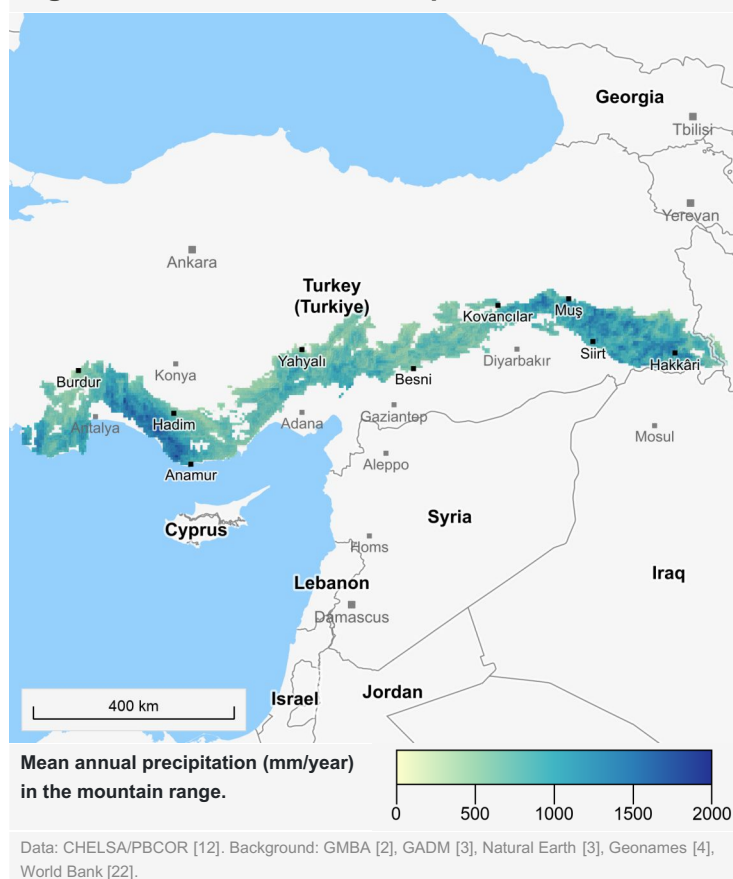 Georgia
Tbilisi
Yerevan
Ankara
Turkey
(Turkiye)
Kovancılar
Muş
Yahyalı
Burdur
Konya
Besni
Diyarbakır
Siirt
Hakkâri
Antalya
Hadim
Adana
Gaziantep
Mosul
Aleppo
Anamur
Cyprus
Syria
Homs
Iraq
Lebanon
Damascus
Israel
Jordan
400 km
Mean annual precipitation (mm/year)
in the mountain range.
0 500 1000 1500 2000
Data: CHELSA/PBCOR [12]. Background: GMBA [2], GADM [3], Natural Earth [3], Geonames [4],
World Bank [22].